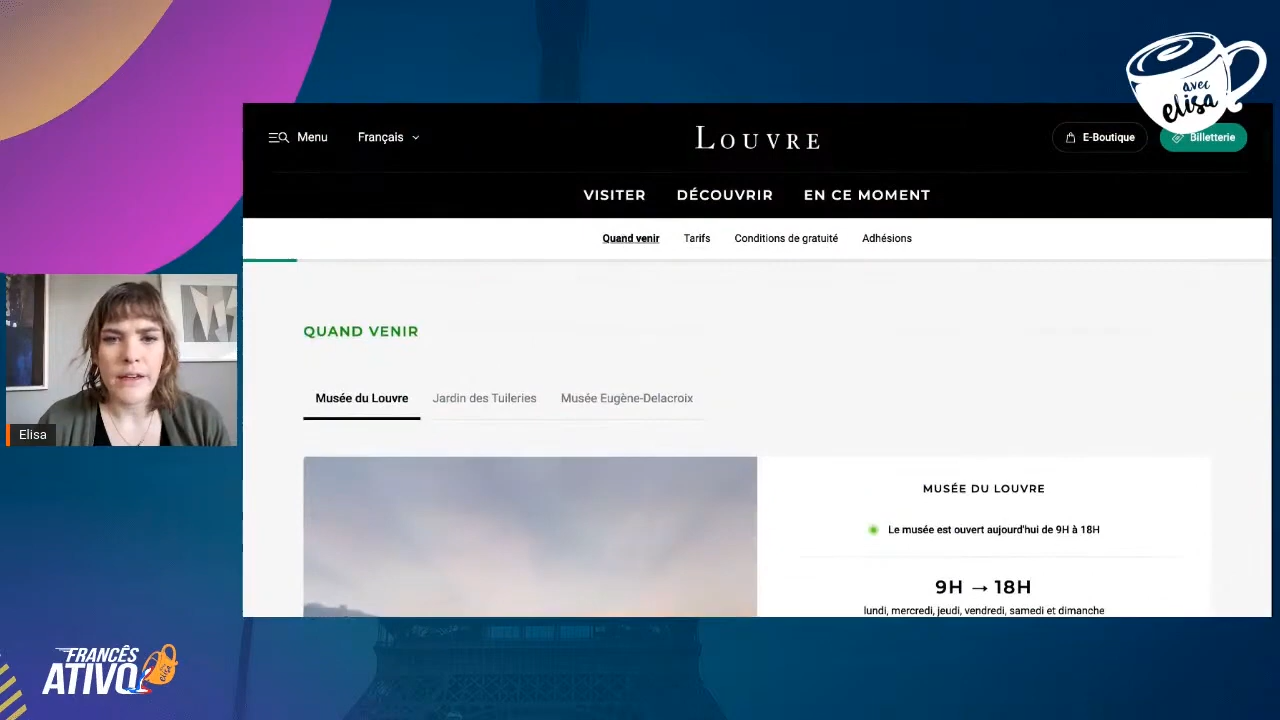 avec
elisa
Menu
Français
LOUVRE
E-Boutique
Billetterie
VISITER
DÉCOUVRIR
EN CE MOMENT
Quand venir
Tarifs
Conditions de gratuité
Adhésions
QUAND VENIR
Musée du Louvre
Jardin des Tuileries
Musée Eugène-Delacroix
MUSÉE DU LOUVRE
Le musée est ouvert aujourd'hui de 9H à 18H
9H → 18H
lundi, mercredi, jeudi, vendredi, samedi et dimanche
Elisa
FRANCÊS
ATIVO
elisa